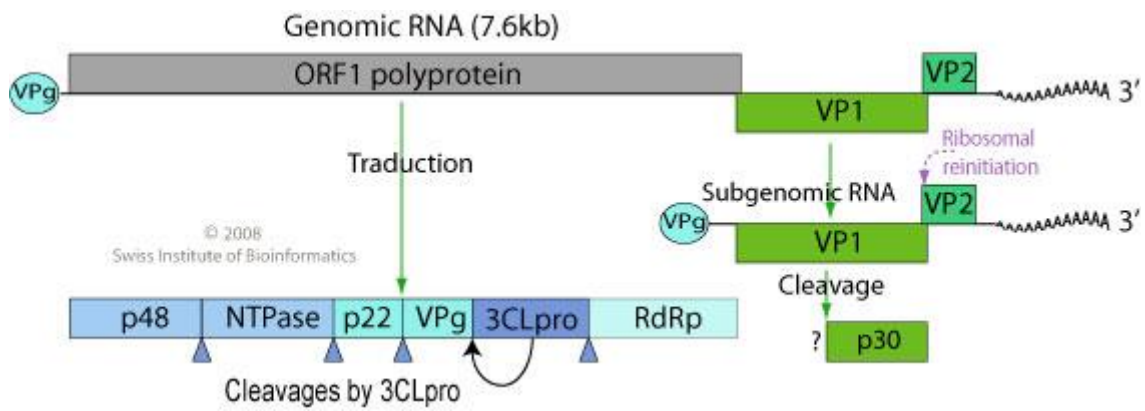 Genomic RNA (7.6kb)
ORF1 polyprotein
VP2
VPg
3'
VP1
Ribosomal
reinitiation
Traduction
Subgenomic RNA
VP2
VPg
3'
VP1
© 2008
Swiss Institute of Bioinformatics
Cleavage
p48 NTPase p22 VPg 3CLpro RdRp
? p30
Cleavages by 3CLpro